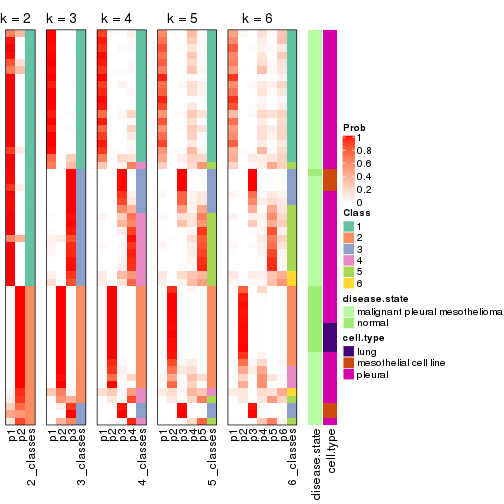 k = 2
k = 3
k = 4
k = 5
k = 6
Prob
1
0.8
0.6
0.4
0.2
0
Class
1
2
3
4
5
6
disease.state
malignant pleural mesothelioma
normal
cell.type
lung
mesothelial cell line
pleural
p1
p2
2_classes
p1
p2
p3
3_classes
p1
p2
p3
p4
4_classes
p1
p2
p3
p4
p5
5_classes
p1
p2
p3
p4
p5
p6
6_classes
disease.state
cell.type